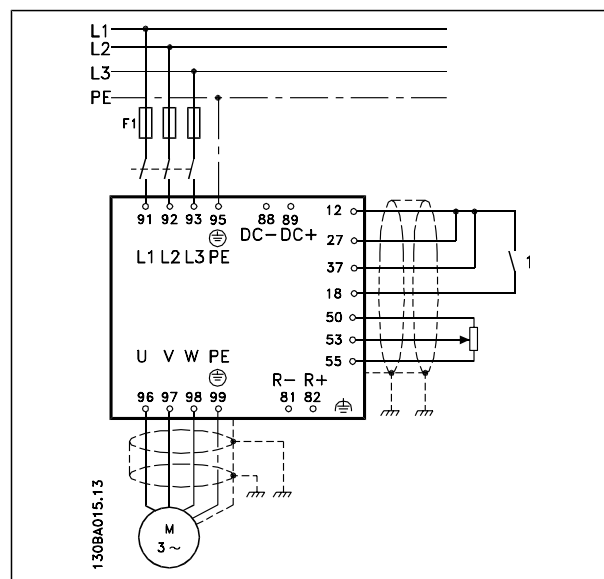 L1
L2
L3
PE
F1
91 92 93 95 88 89 12
DC- DC+
27
L1 L2 L3 PE
37
18
1
50
U V W PE
53
R- R+
55
96 97 98 99 81 82
M
3 ~
130BA015.13